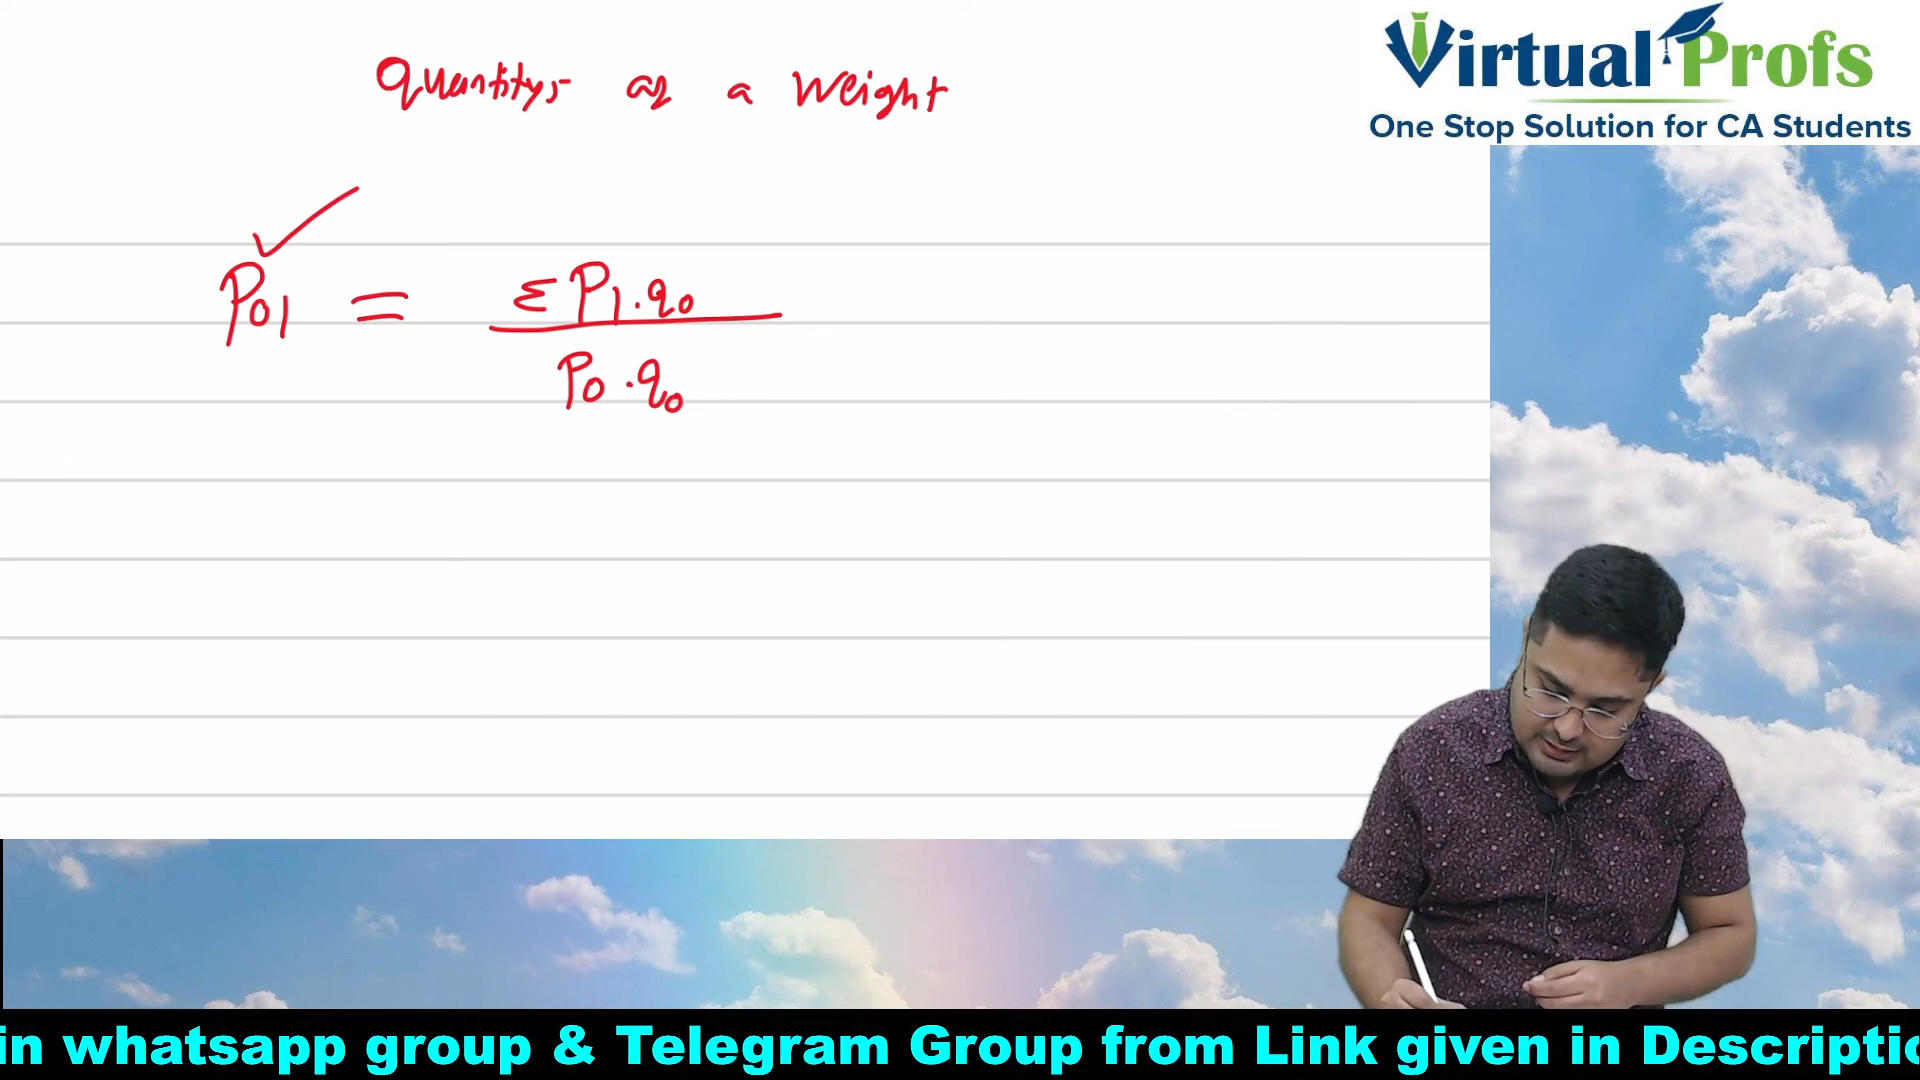 Quantity as a Weight
Virtual Profs
One Stop Solution for CA Students
P01 = Σ P1.q0
P0.q0
in whatsapp group & Telegram Group from Link given in Descriptio